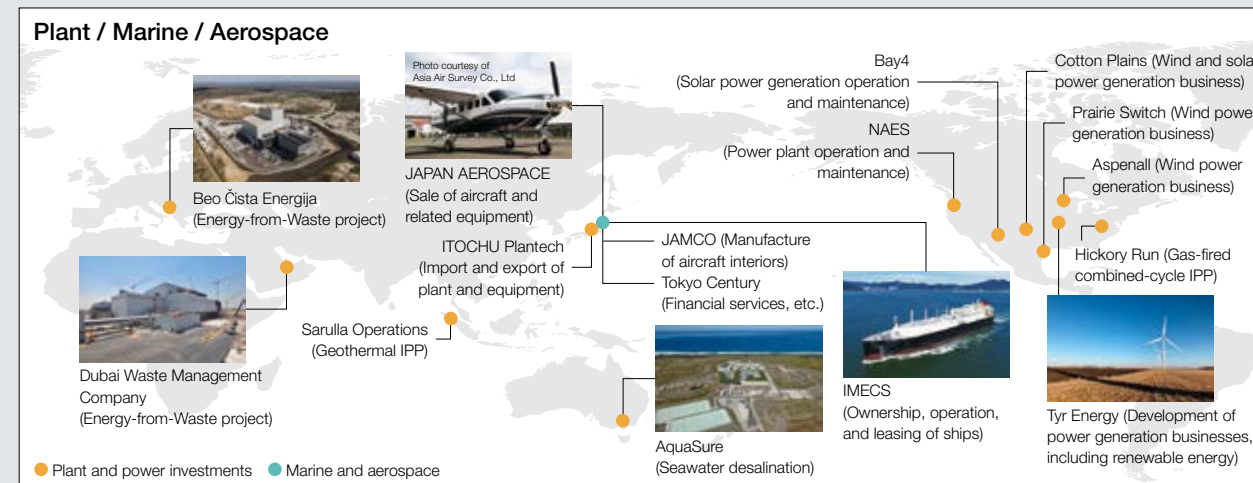 Plant / Marine / Aerospace
Photo courtesy of
Asia Air Survey Co., Ltd
Beo Čista Energija
(Energy-from-Waste project)
JAPAN AEROSPACE
(Sale of aircraft and
related equipment)
ITOCHU Plantech
(Import and export of
plant and equipment)
JAMCO (Manufacture
of aircraft interiors)
Tokyo Century
(Financial services, etc.)
Dubai Waste Management
Company
(Energy-from-Waste project)
Sarulla Operations
(Geothermal IPP)
AquaSure
(Seawater desalination)
IMECS
(Ownership, operation,
and leasing of ships)
Bay4
(Solar power generation operation
and maintenance)
NAES
(Power plant operation and
maintenance)
Cotton Plains (Wind and sola
power generation business)
Prairie Switch (Wind powe
generation business)
Aspenall (Wind power
generation business)
Hickory Run (Gas-fired
combined-cycle IPP)
Tyr Energy (Development of
power generation businesses,
including renewable energy)
Plant and power investments
Marine and aerospace